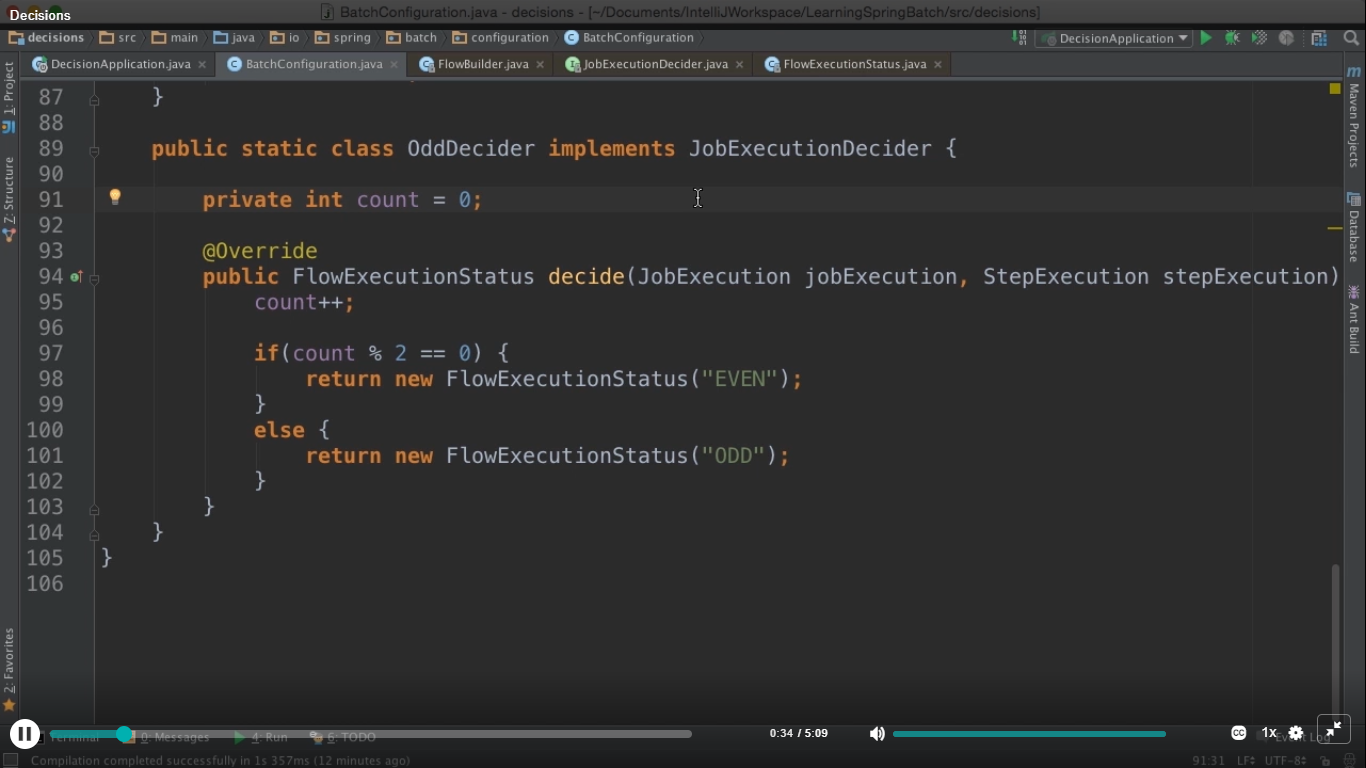 Decisions
BatchConfiguration.java - decisions - [~/Documents/IntelliJWorkspace/LearningSpringBatch/src/decisions]
decisions src main java io spring batch configuration BatchConfiguration DecisionApplication
DecisionApplication.java BatchConfiguration.java FlowBuilder.java JobExecutionDecider.java FlowExecutionStatus.java
1: Project
7: Structure
2: Favorites
Maven Projects
Database
Ant Build
87 }
88
89 public static class OddDecider implements JobExecutionDecider {
90
91 private int count = 0;
92
93 @Override
94 public FlowExecutionStatus decide(JobExecution jobExecution, StepExecution stepExecution)
95 count++;
96
97 if(count % 2 == 0) {
98 return new FlowExecutionStatus("EVEN");
99 }
100 else {
101 return new FlowExecutionStatus("ODD");
102 }
103 }
104 }
105 }
106
Terminal 0: Messages 4: Run 6: TODO Event Log
0:34 / 5:09 CC 1x
Compilation completed successfully in 1s 357ms (12 minutes ago) 91:31 LF UTF-8